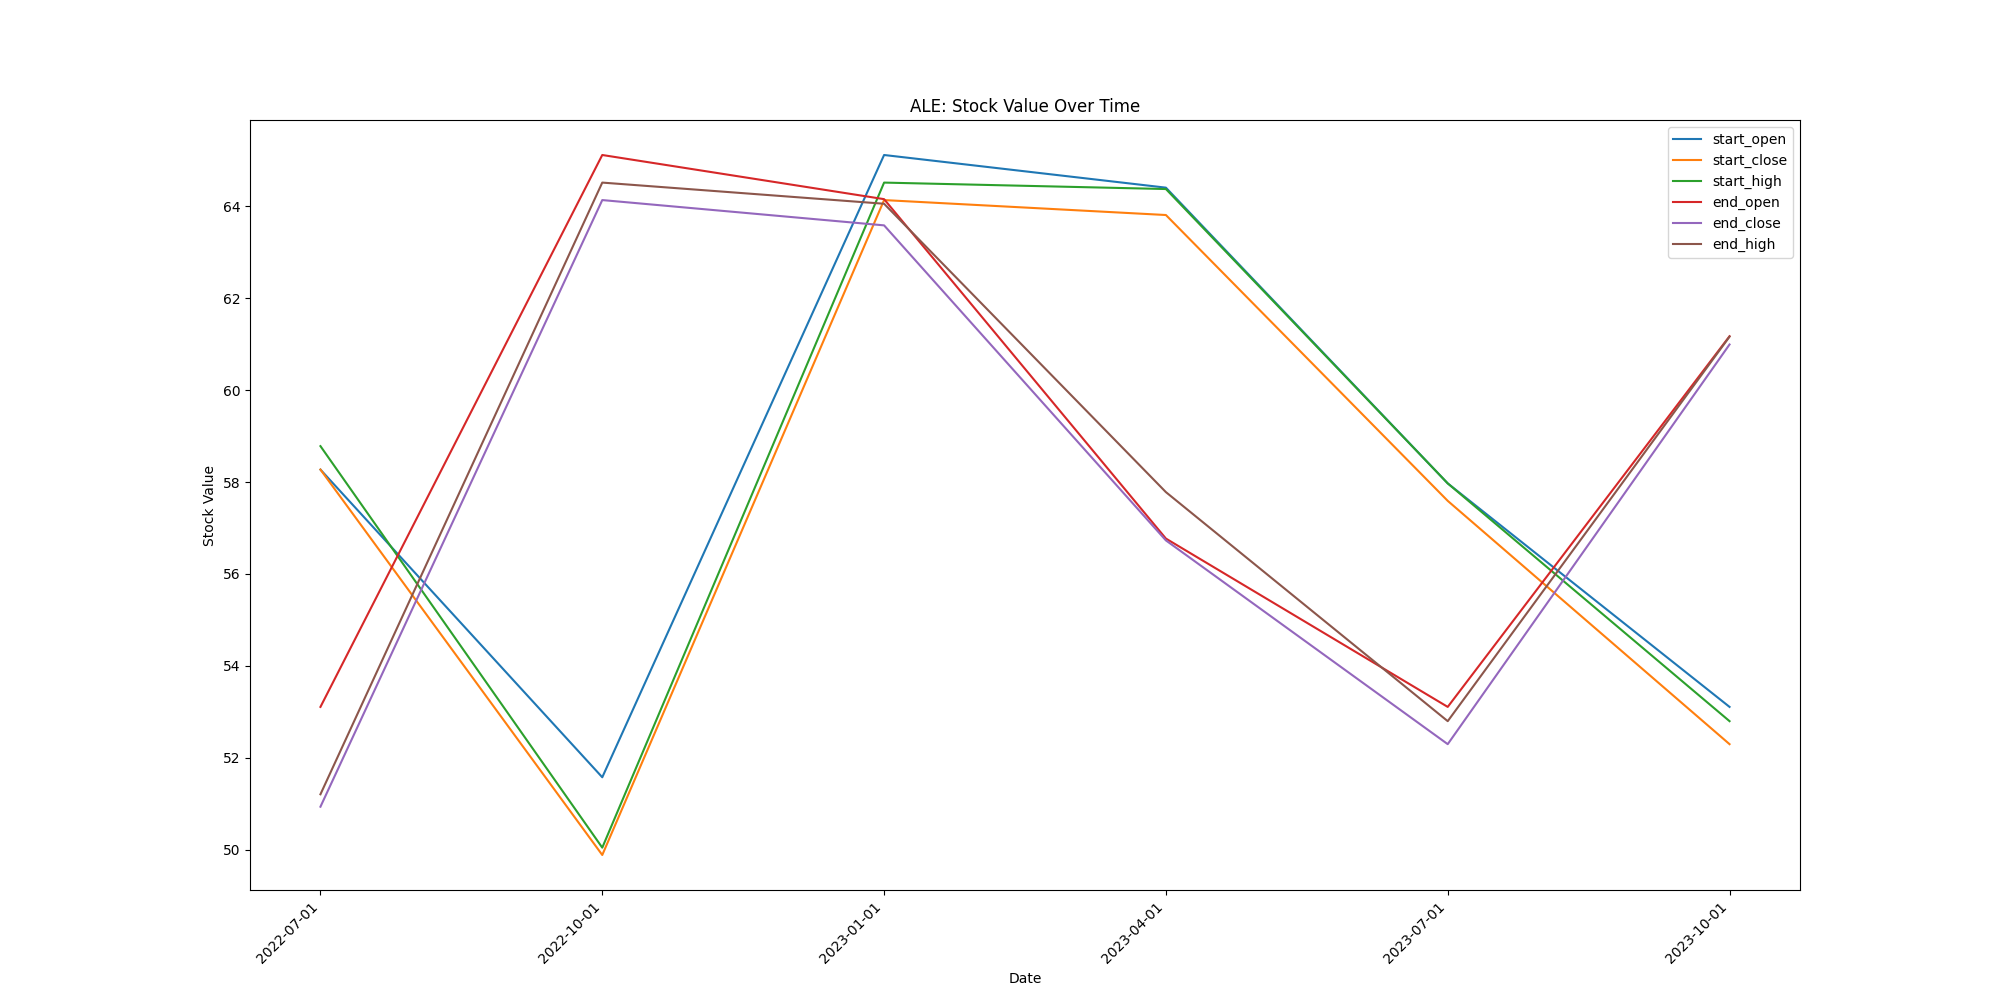 ALE: Stock Value Over Time
start_open
start_close
start_high
end_open
end_close
end_high
Stock Value
64
62
60
58
56
54
52
50
2022-07-01
2022-10-01
2023-01-01
2023-04-01
2023-07-01
2023-10-01
Date